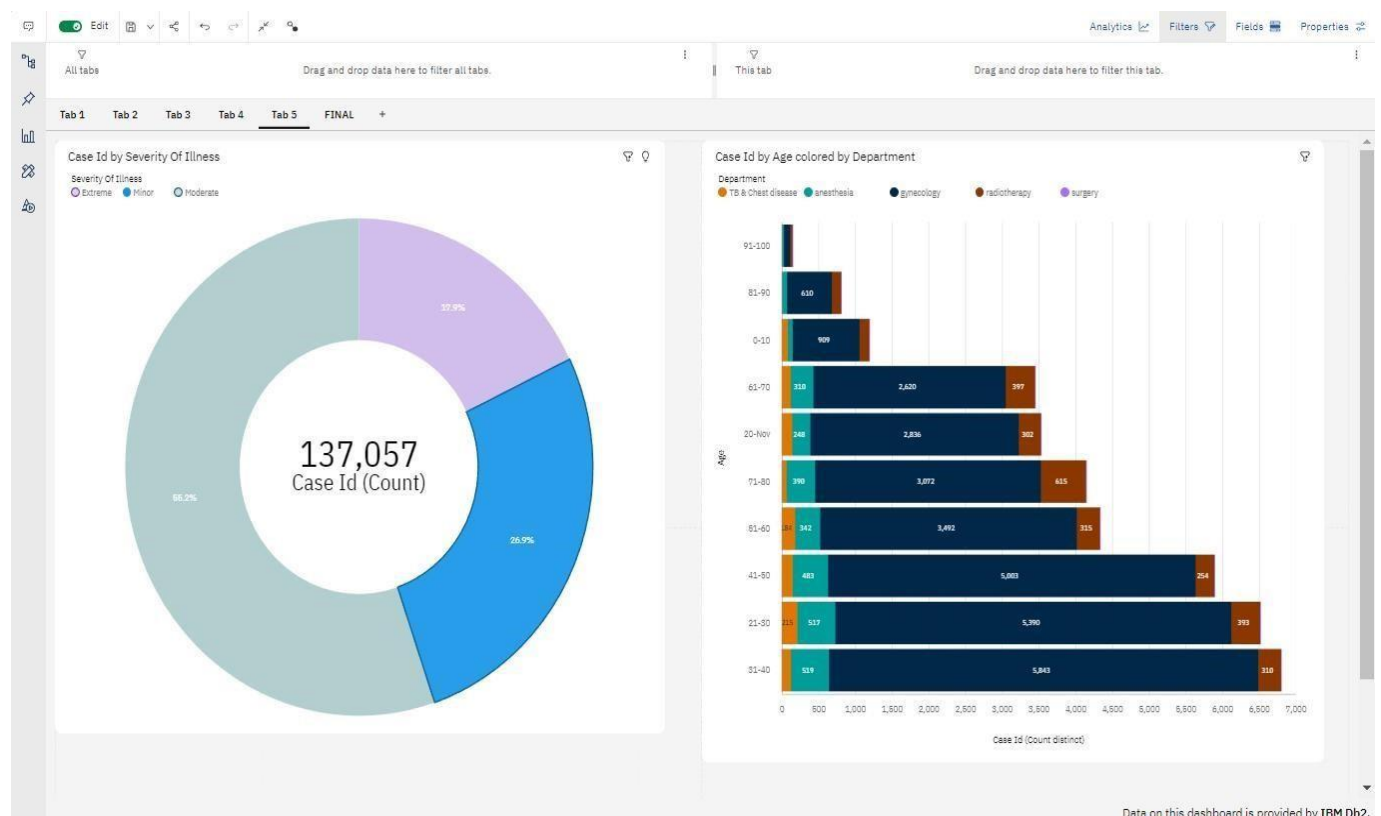 Edit
Analytics Filters Fields Properties
All tabs
Drag and drop data here to filter all tabs.
This tab
Drag and drop data here to filter this tab.
Tab 1 Tab 2 Tab 3 Tab 4 Tab 5 FINAL +
Case Id by Severity Of Illness
Severity Of Illness
Extreme Minor Moderate
26.9%
55.2%
137,057
Case Id (Count)
Case Id by Age colored by Department
Department
TB & Chest disease anesthesia gynecology radiotherapy surgery
Age
91-100
81-90 610
0-10 909
61-70 310 2,620 397
20-Nov 248 2,836 302
71-80 390 3,072 615
51-60 184 342 3,492 315
41-50 483 5,003 254
21-30 215 517 5,390 393
31-40 519 5,843 310
0 500 1,000 1,500 2,000 2,500 3,000 3,500 4,000 4,500 5,000 5,500 6,000 6,500 7,000
Case Id (Count distinct)
Data on this dashboard is provided by IBM Db2.